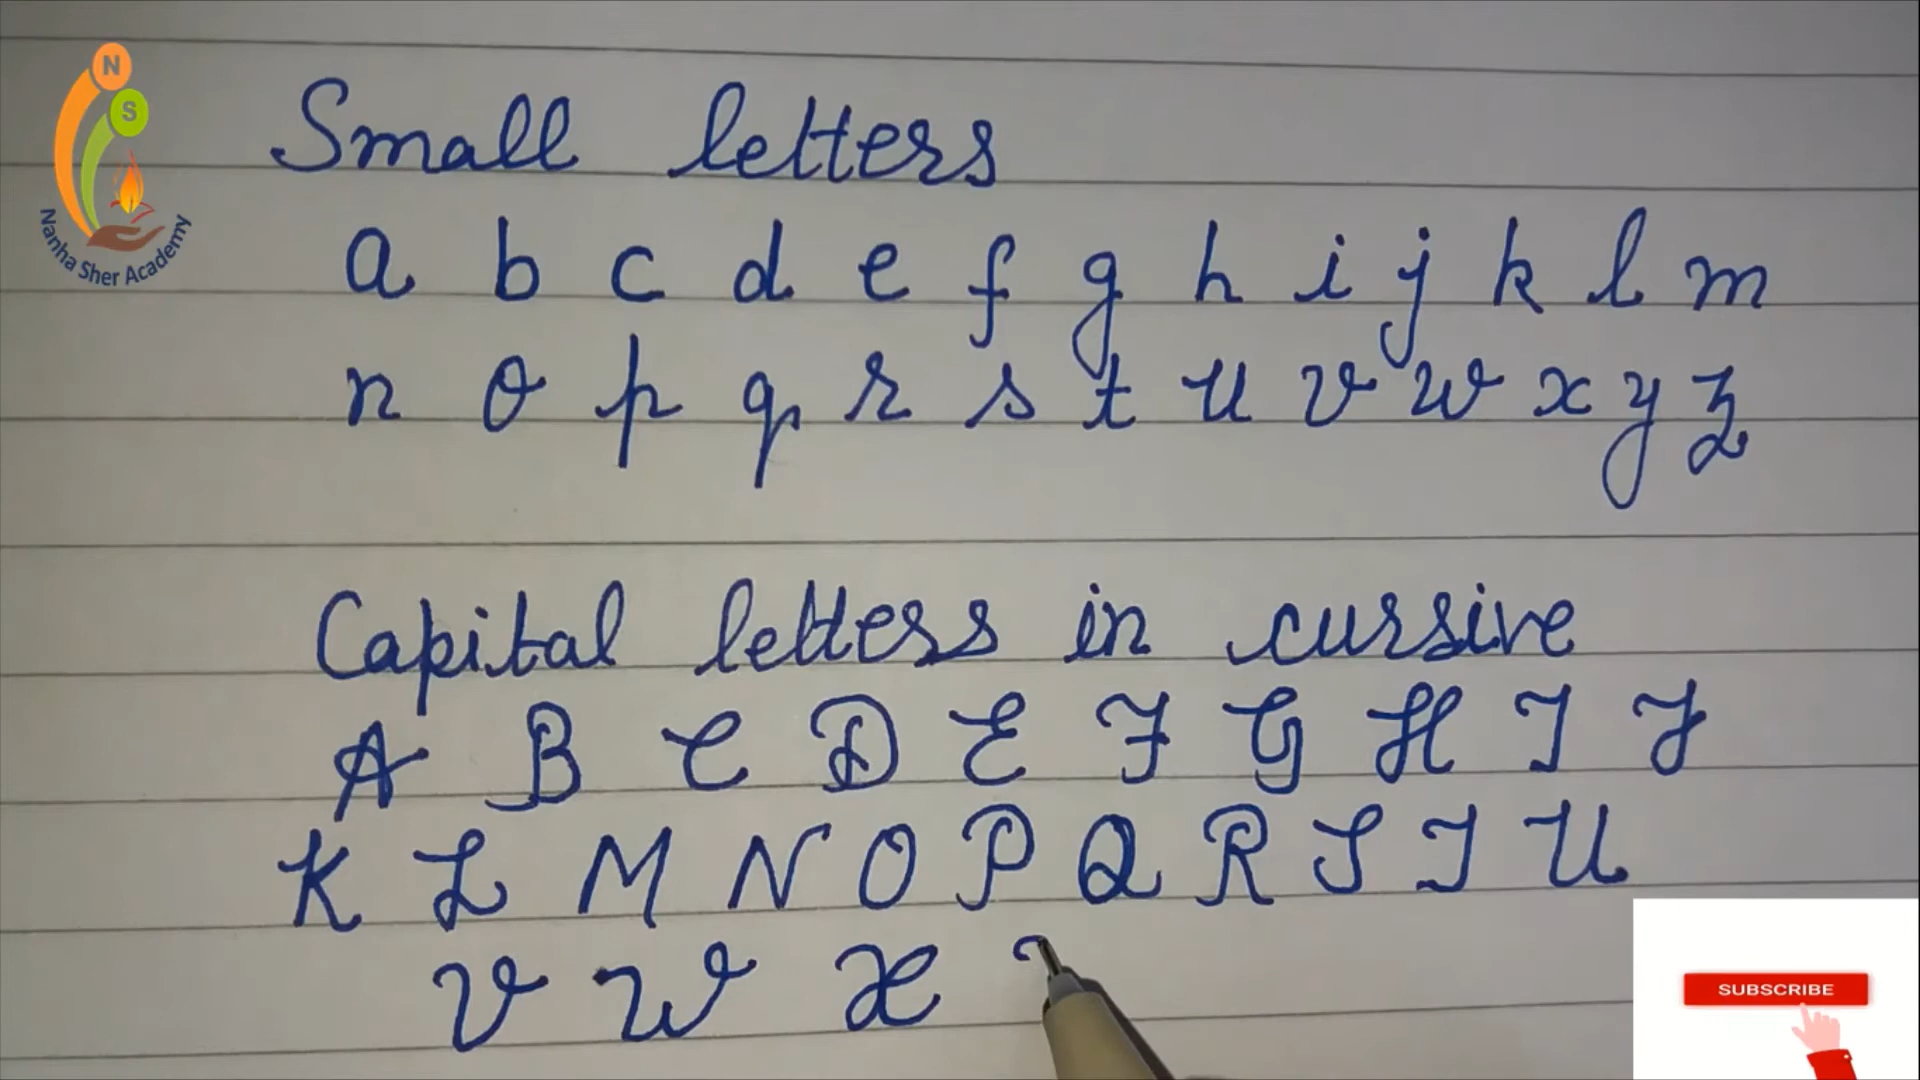 N
S
Nanha Sher Academy
Small letters
a b c d e f g h i j k l m
n o p q r s t u v w x y z
Capital letters in cursive
A B C D E F G H I J
K L M N O P Q R S T U
V W X
SUBSCRIBE